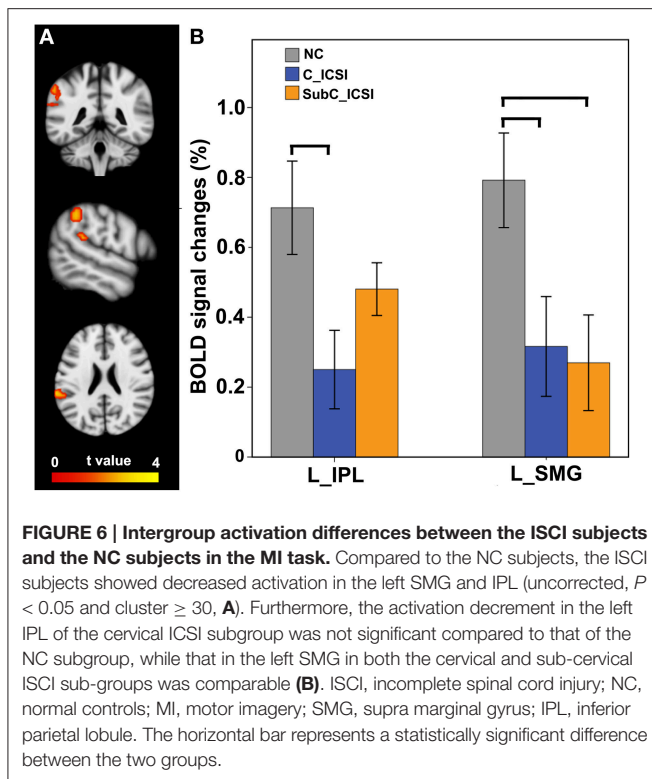 A
B
NC
C_ICSI
SubC_ICSI
BOLD signal changes (%)
1.0
0.8
0.6
0.4
0.2
0
L_IPL
L_SMG
0 t value 4
FIGURE 6 | Intergroup activation differences between the ISCI subjects
and the NC subjects in the MI task. Compared to the NC subjects, the ISCI
subjects showed decreased activation in the left SMG and IPL (uncorrected, P
< 0.05 and cluster ≥ 30, A). Furthermore, the activation decrement in the left
IPL of the cervical ICSI subgroup was not significant compared to that of the
NC subgroup, while that in the left SMG in both the cervical and sub-cervical
ISCI sub-groups was comparable (B). ISCI, incomplete spinal cord injury; NC,
normal controls; MI, motor imagery; SMG, supra marginal gyrus; IPL, inferior
parietal lobule. The horizontal bar represents a statistically significant difference
between the two groups.